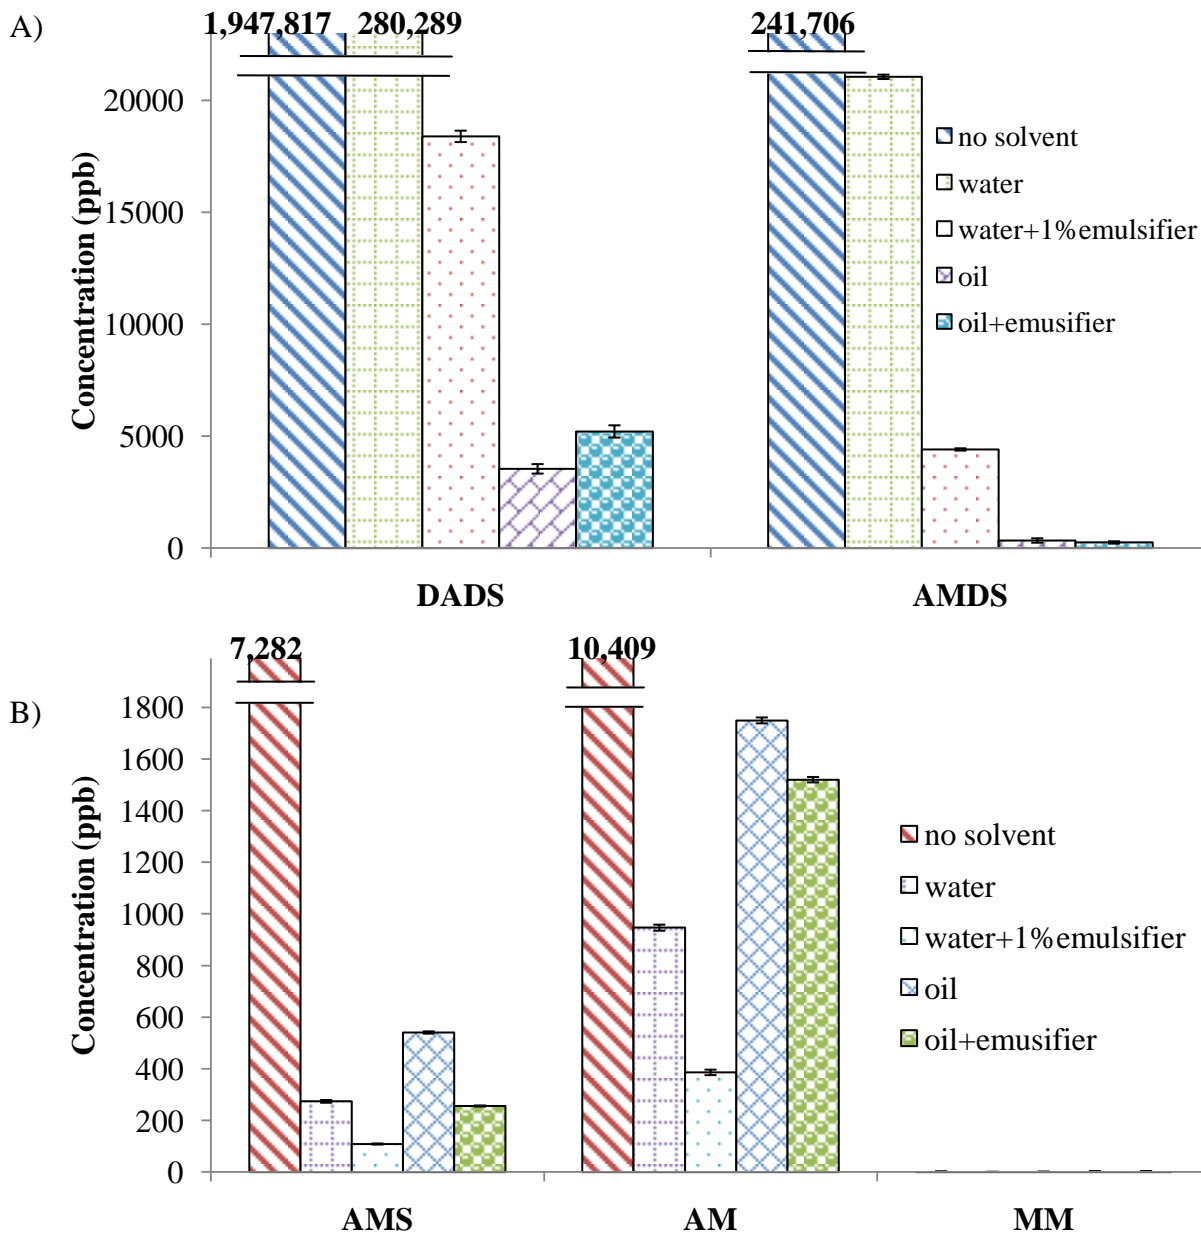 A)
1,947,817 280,289 241,706
Concentration (ppb)
20000
15000
10000
5000
0
no solvent
water
water+1%emulsifier
oil
oil+emusifier
DADS AMDS
B)
7,282 10,409
Concentration (ppb)
1800
1600
1400
1200
1000
800
600
400
200
0
no solvent
water
water+1%emulsifier
oil
oil+emusifier
AMS AM MM